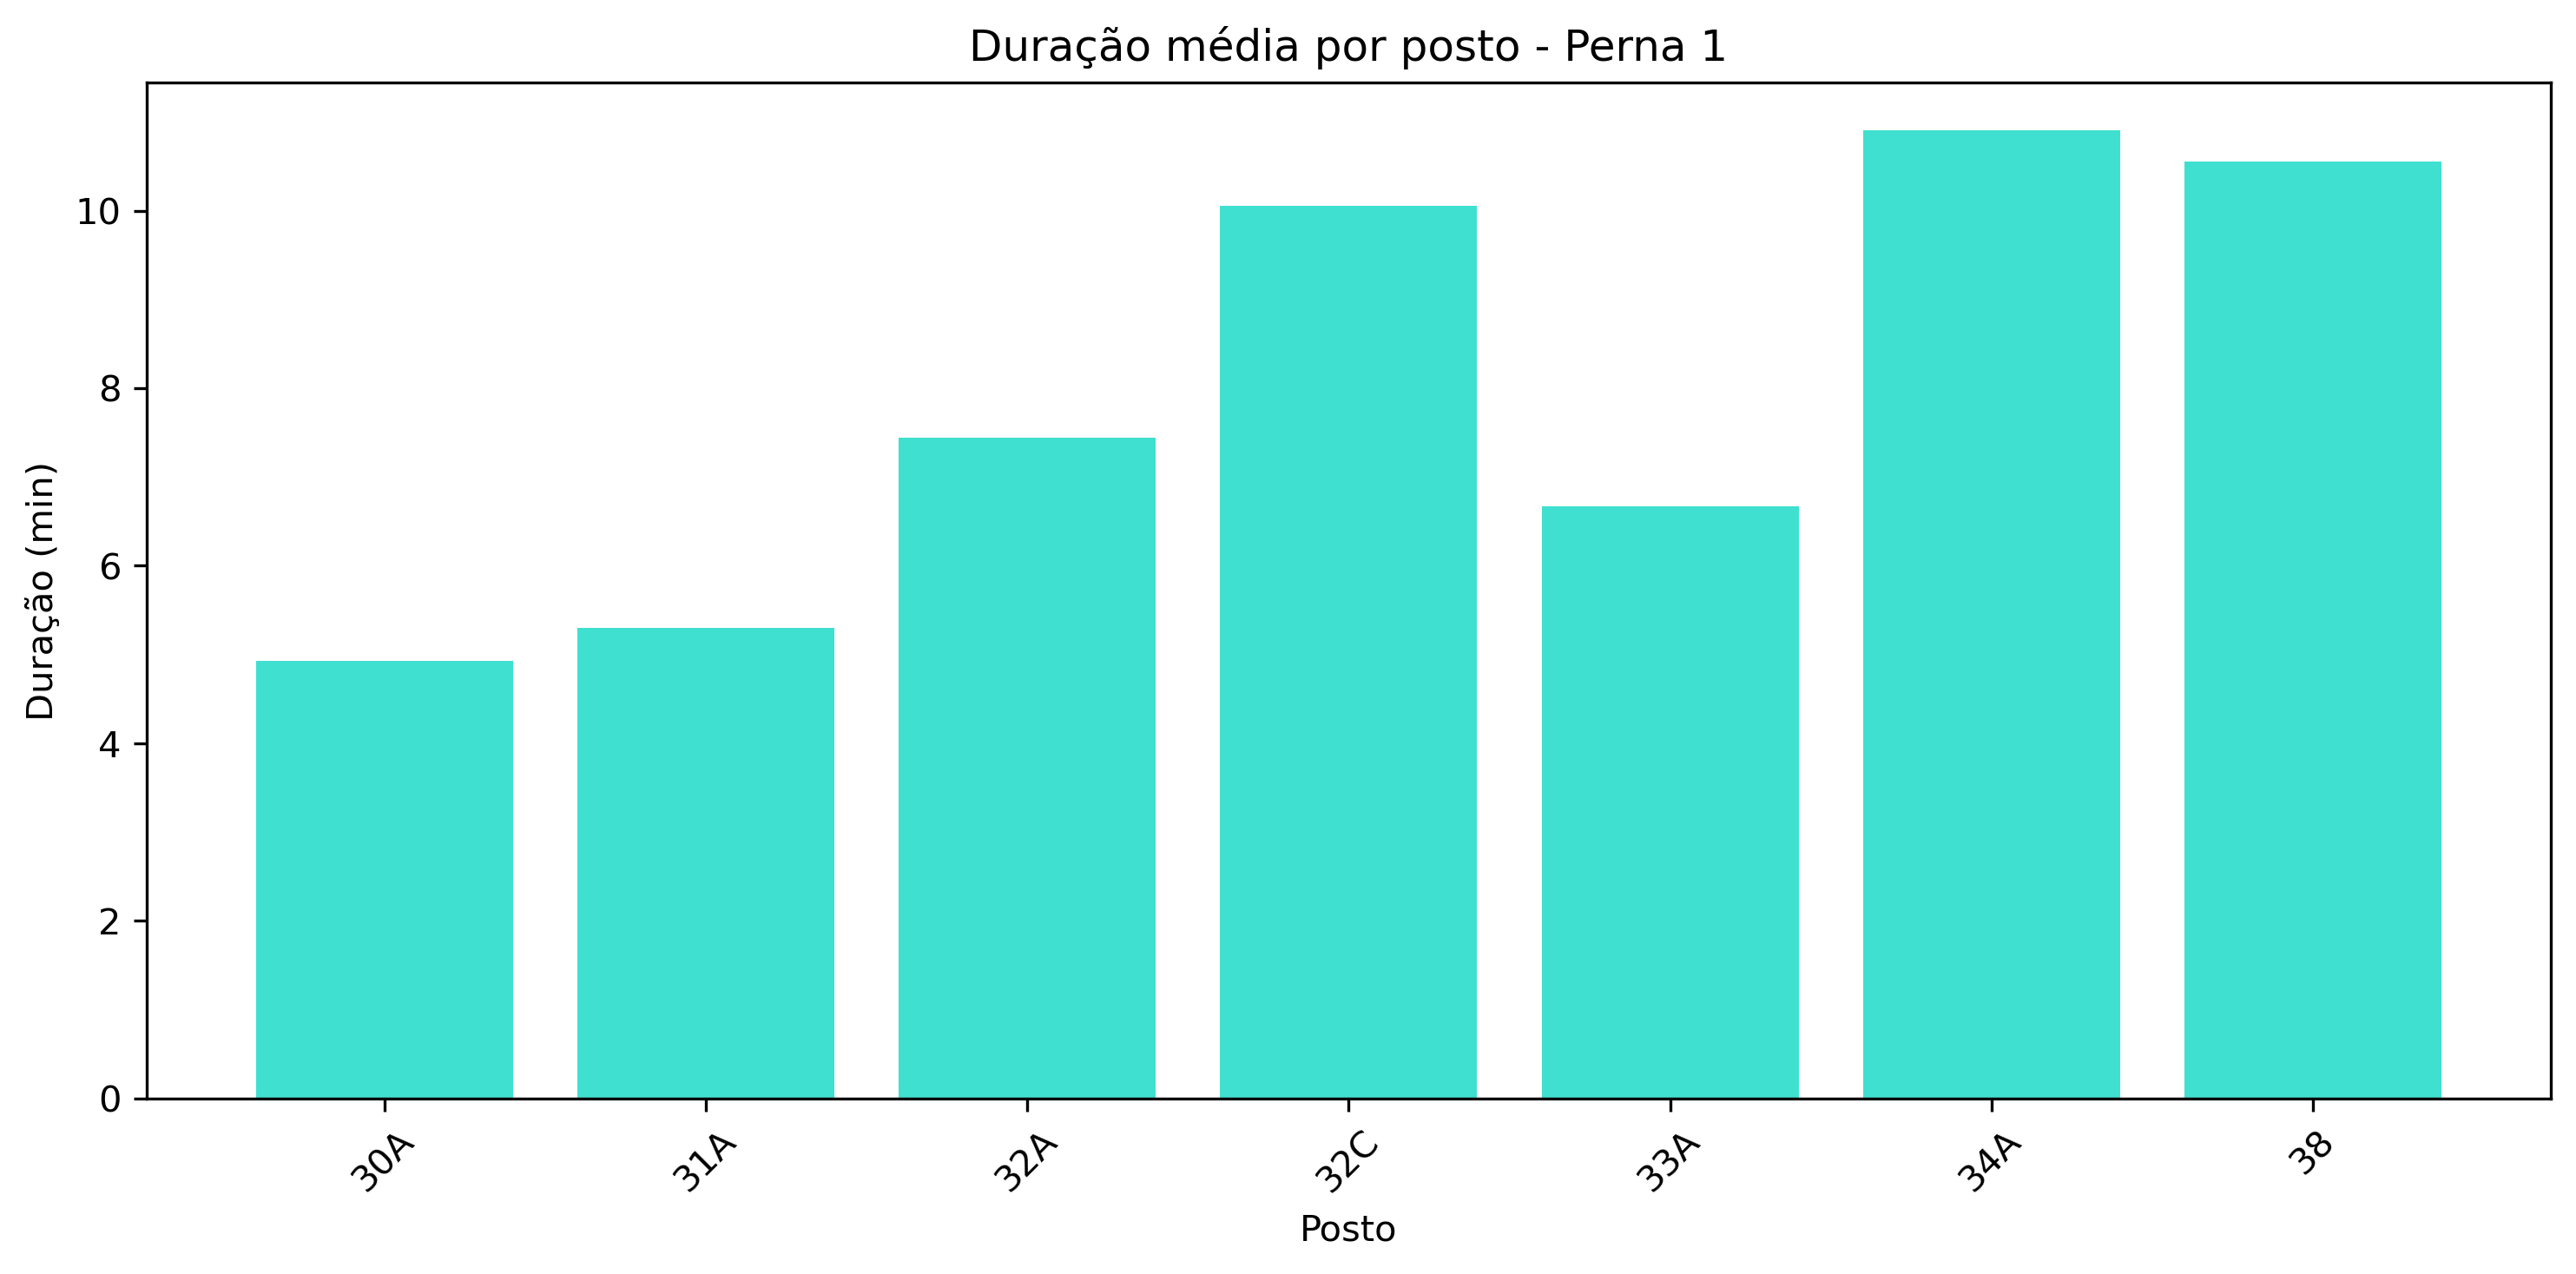 Duração média por posto - Perna 1
Duração (min)
10
8
6
4
2
0
30A
31A
32A
32C
33A
34A
38
Posto